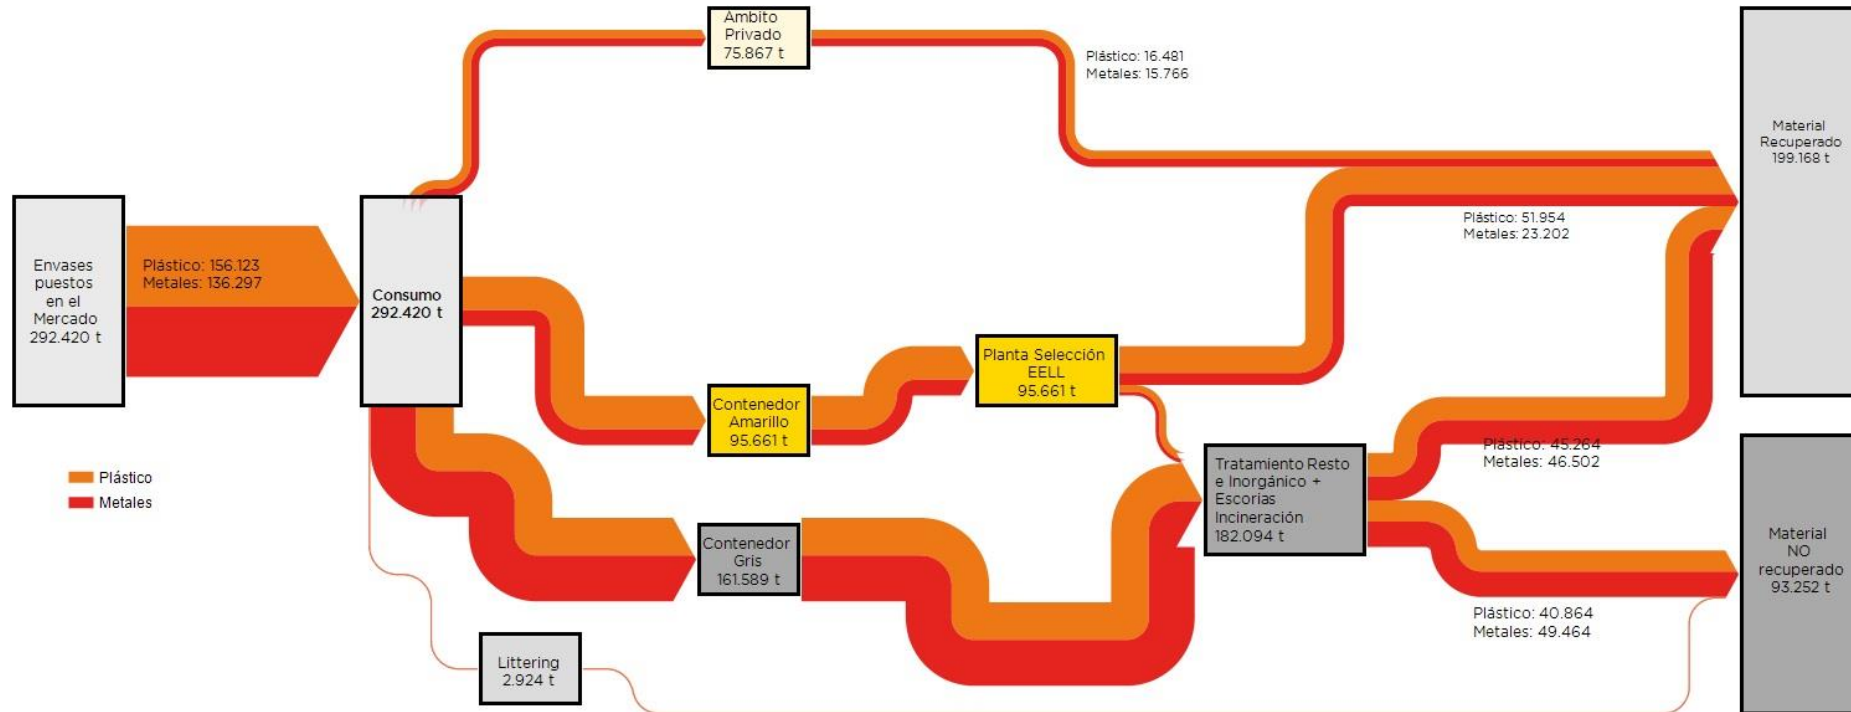 Ámbito
Privado
75.867 t
Plástico: 16.481
Metales: 15.766
Material
Recuperado
199.168 t
Envases
puestos
en el
Mercado
292.420 t
Plástico: 156.123
Metales: 136.297
Consumo
292.420 t
Plástico: 51.954
Metales: 23.202
Planta Selección
EELL
95.661 t
Contenedor
Amarillo
95.661 t
Plástico
Metales
Tratamiento Resto
e Inorgánico +
Escorias
Incineración
182.094 t
Plástico: 45.264
Metales: 46.502
Contenedor
Gris
161.589 t
Material
NO
recuperado
93.252 t
Plástico: 40.864
Metales: 49.464
Littering
2.924 t